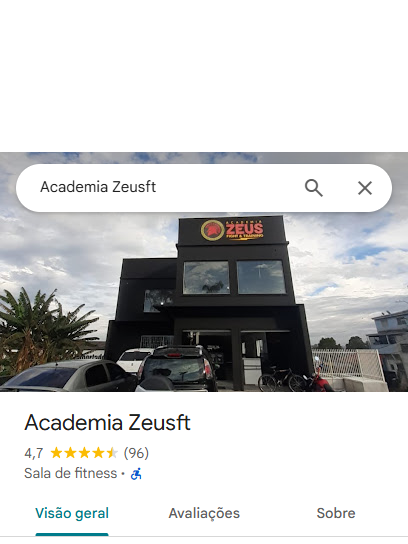 Academia Zeusft
ACADEMIA
ZEUS
FIGHT & TRAINING
Academia Zeusft
4,7 (96)
Sala de fitness ·
Visão geral Avaliações Sobre